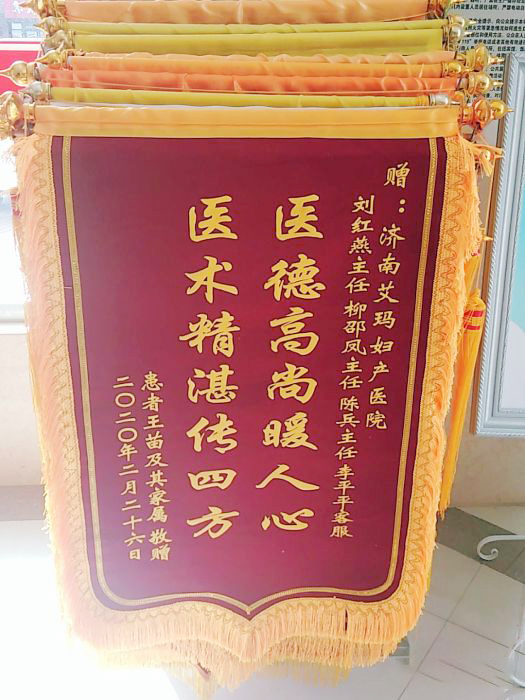 赠：济南艾玛妇产医院
刘红燕主任 柳邵凤主任 陈兵主任 李平平客服
医德高尚暖人心
医术精湛传四方
患者王苗及其家属 敬赠
二〇二〇年二月二十六日